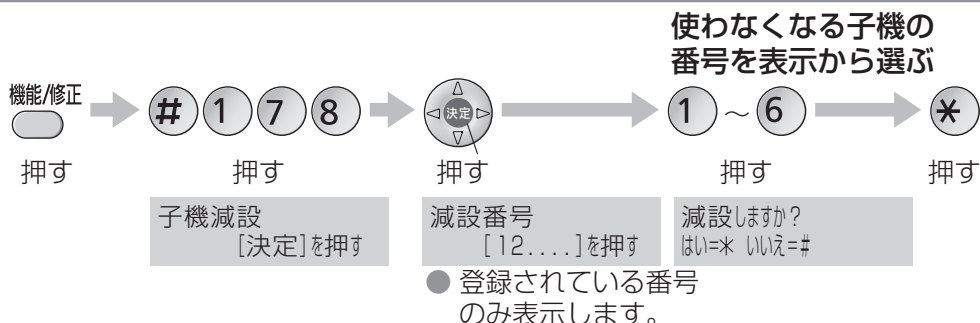 使わなくなる子機の
番号を表示から選ぶ
機能/修正
#178
決定
1～6
＊
押す
押す
押す
押す
押す
子機減設
[決定]を押す
減設番号
[12....]を押す
減設しますか?
はい=＊ いいえ=#
● 登録されている番号
のみ表示します。